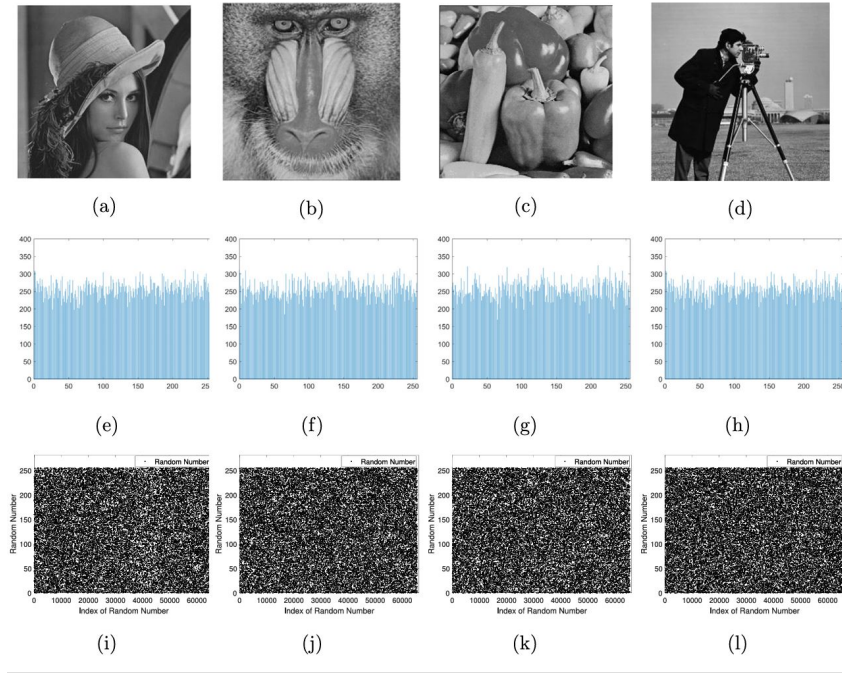 (a) (b) (c) (d)
400 400 400 400
350 350 350 350
300 300 300 300
250 250 250 250
200 200 200 200
150 150 150 150
100 100 100 100
50 50 50 50
0 0 0 0
0 50 100 150 200 25 0 50 100 150 200 250 0 50 100 150 200 250 0 50 100 150 200 25
(e) (f) (g) (h)
Random Number Random Number Random Number Random Number
250 250 250 250
200 200 200 200
150 150 150 150
100 100 100 100
50 50 50 50
0 0 0 0
Random Number Random Number Random Number Random Number
0 10000 20000 30000 40000 50000 60000 0 10000 20000 30000 40000 50000 60000 0 10000 20000 30000 40000 50000 60000 0 10000 20000 30000 40000 50000 60000
Index of Random Number Index of Random Number Index of Random Number Index of Random Number
(i) (j) (k) (l)